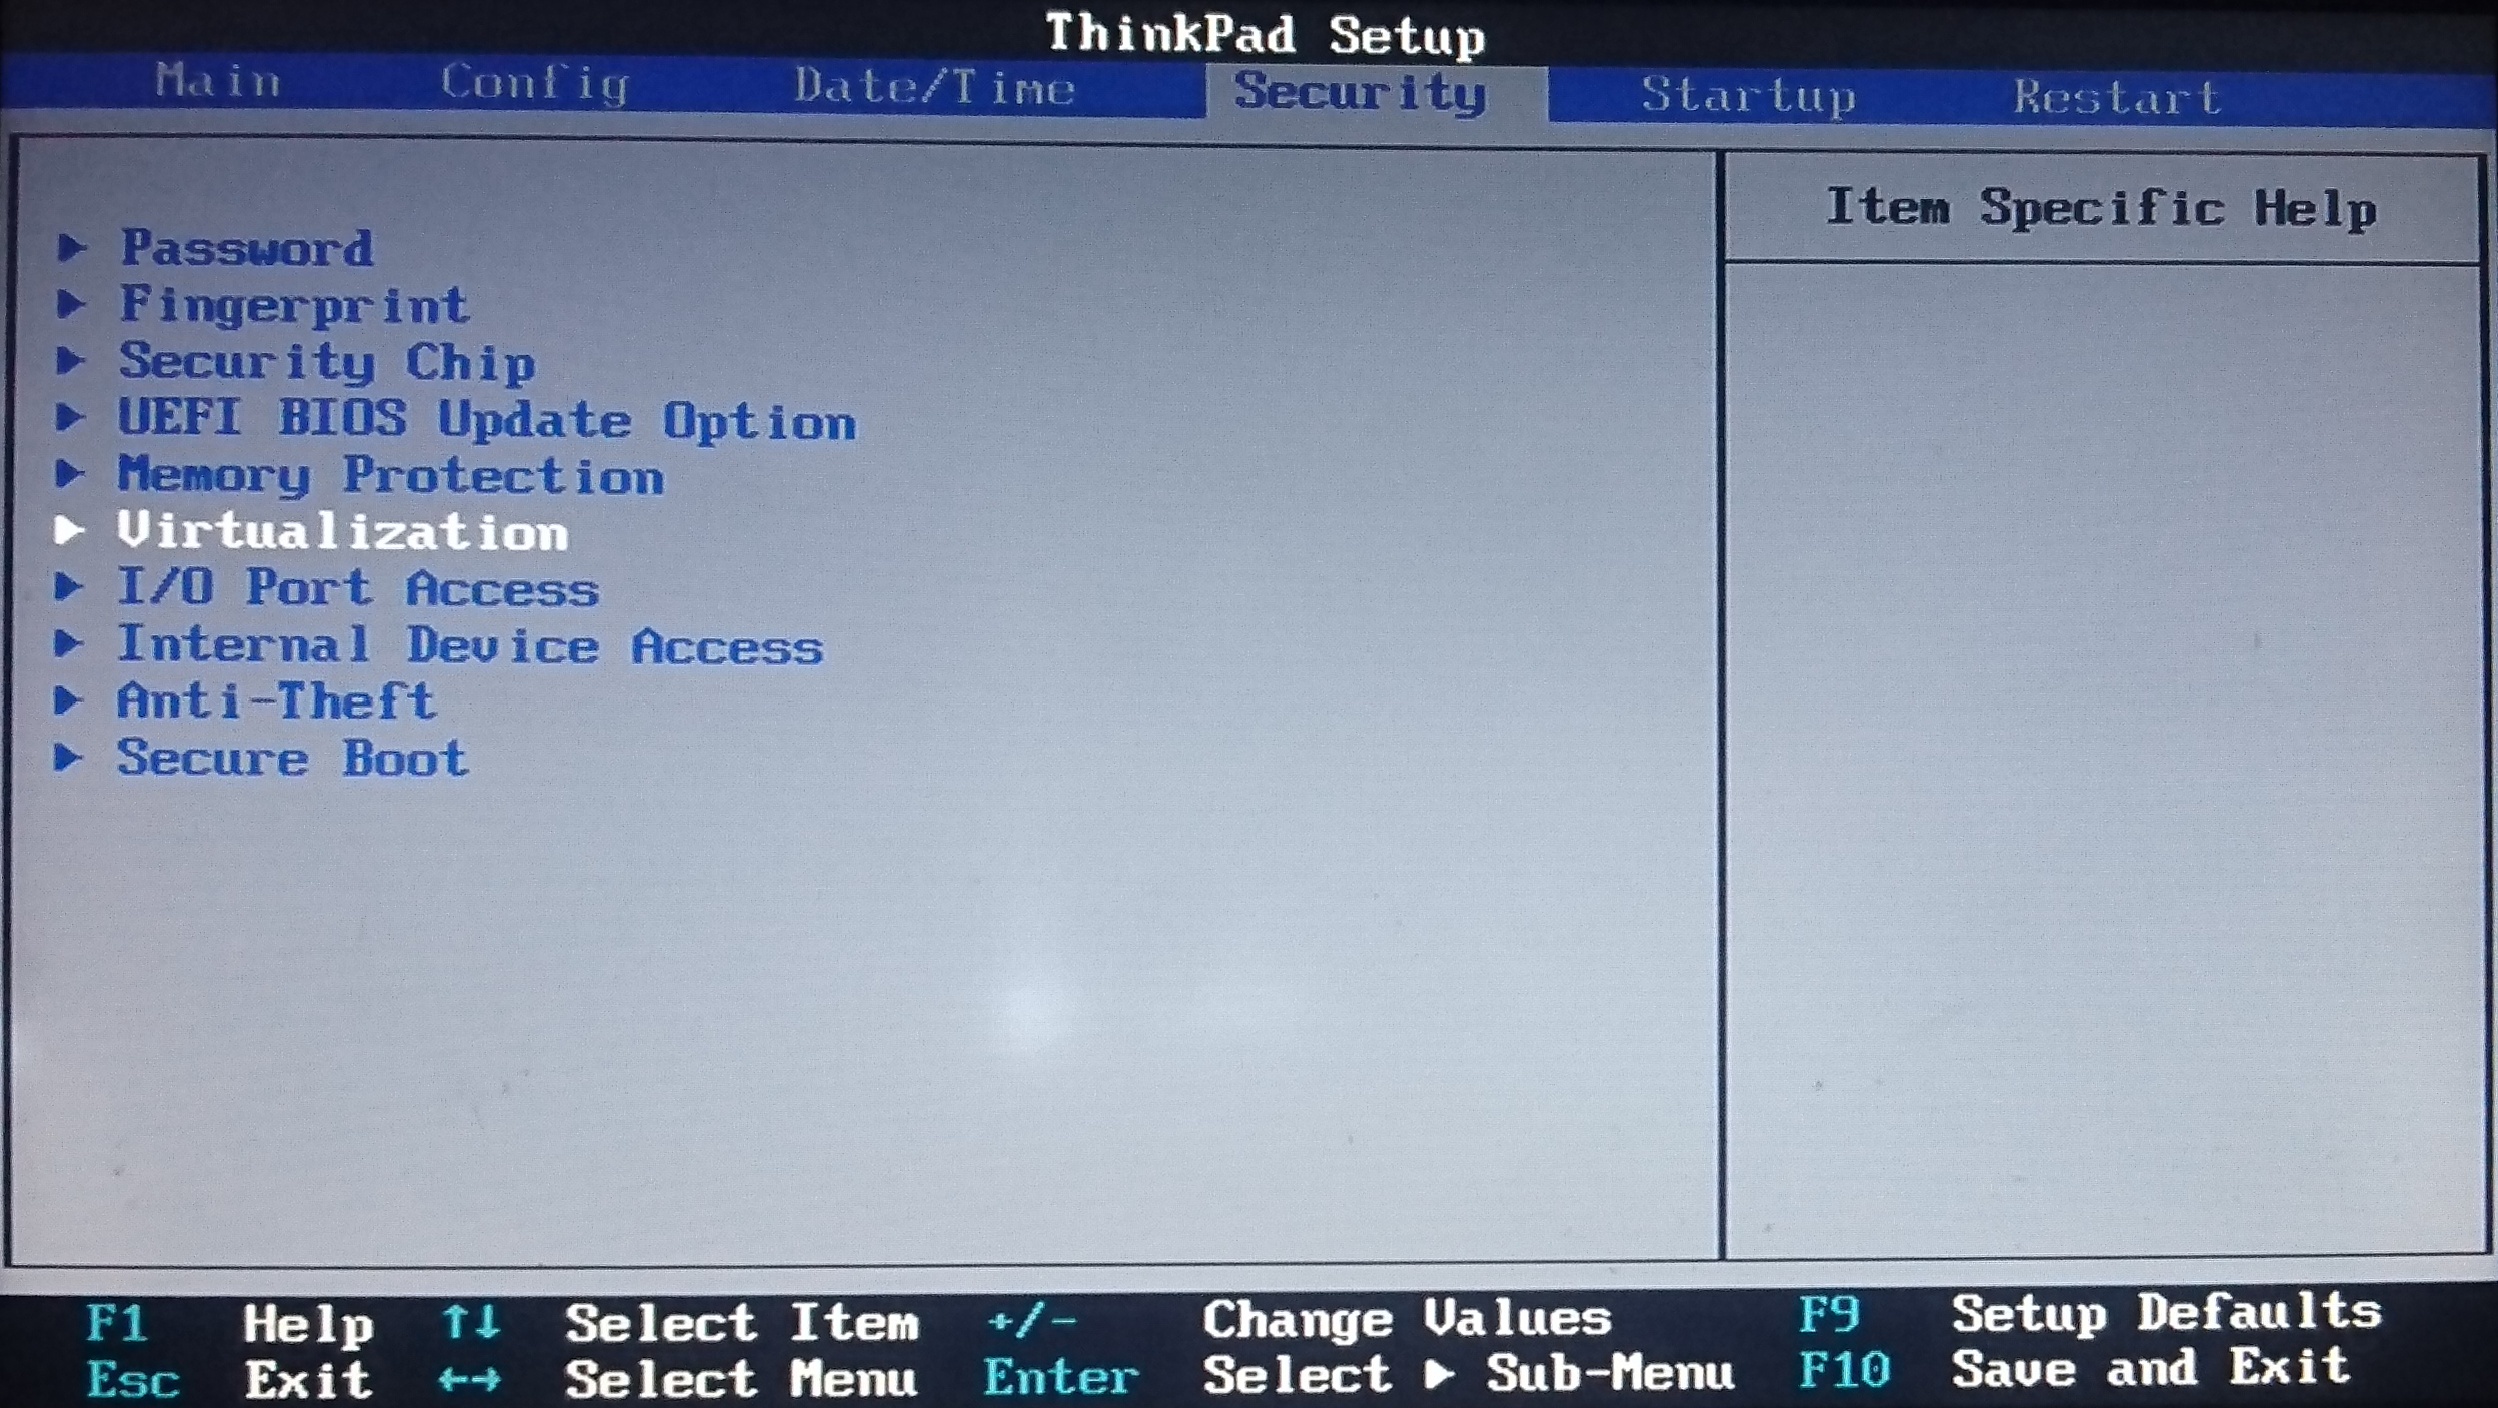 ThinkPad Setup
Main Config Date/Time Security Startup Restart
Item Specific Help
▶ Password
▶ Fingerprint
▶ Security Chip
▶ UEFI BIOS Update Option
▶ Memory Protection
▶ Virtualization
▶ I/O Port Access
▶ Internal Device Access
▶ Anti-Theft
▶ Secure Boot
F1 Help ↑↓ Select Item +/- Change Values F9 Setup Defaults
Esc Exit ←→ Select Menu Enter Select ▶ Sub-Menu F10 Save and Exit